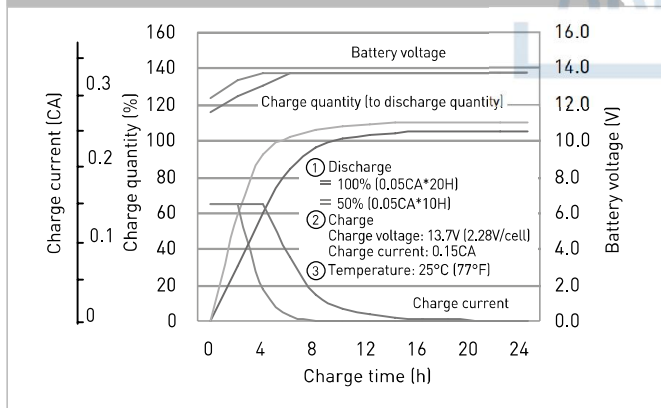 Charge current (CA)
0.3
0.2
0.1
0
Charge quantity (%)
160
140
120
100
80
60
40
20
0
Battery voltage
Charge quantity (to discharge quantity)
① Discharge
= 100% (0.05CA*20H)
= 50% (0.05CA*10H)
② Charge
Charge voltage: 13.7V (2.28V/cell)
Charge current: 0.15CA
③ Temperature: 25°C (77°F)
Charge current
16.0
14.0
12.0
10.0
8.0
6.0
4.0
2.0
0.0
Battery voltage (V)
0 4 8 12 16 20 24
Charge time (h)